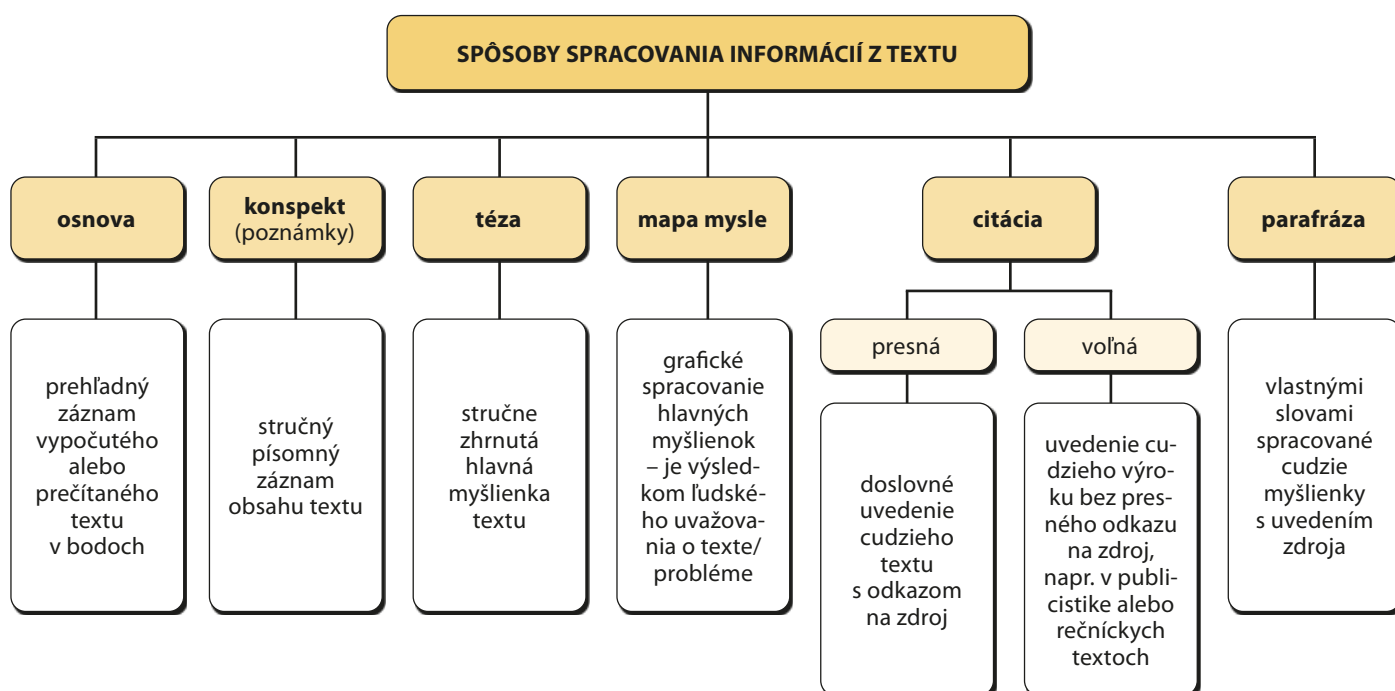 SPÔSOBY SPRACOVANIA INFORMÁCIÍ Z TEXTU
osnova
konspekt
(poznámky)
téza
mapa mysle
citácia
parafráza
prehľadný
záznam
vypočutého
alebo
prečítaného
textu
v bodoch
stručný
písomný
záznam
obsahu textu
stručne
zhrnutá
hlavná
myšlienka
textu
grafické
spracovanie
hlavných
myšlienok
– je výsled-
kom ľudské-
ho uvažova-
nia o texte/
probléme
presná
doslovné
uvedenie
cudzieho
textu
s odkazom
na zdroj
voľná
uvedenie cu-
dzieho výro-
ku bez pres-
ného odkazu
na zdroj,
napr. v publi-
cistike alebo
rečníckych
textoch
vlastnými
slovami
spracované
cudzie
myšlienky
s uvedením
zdroja